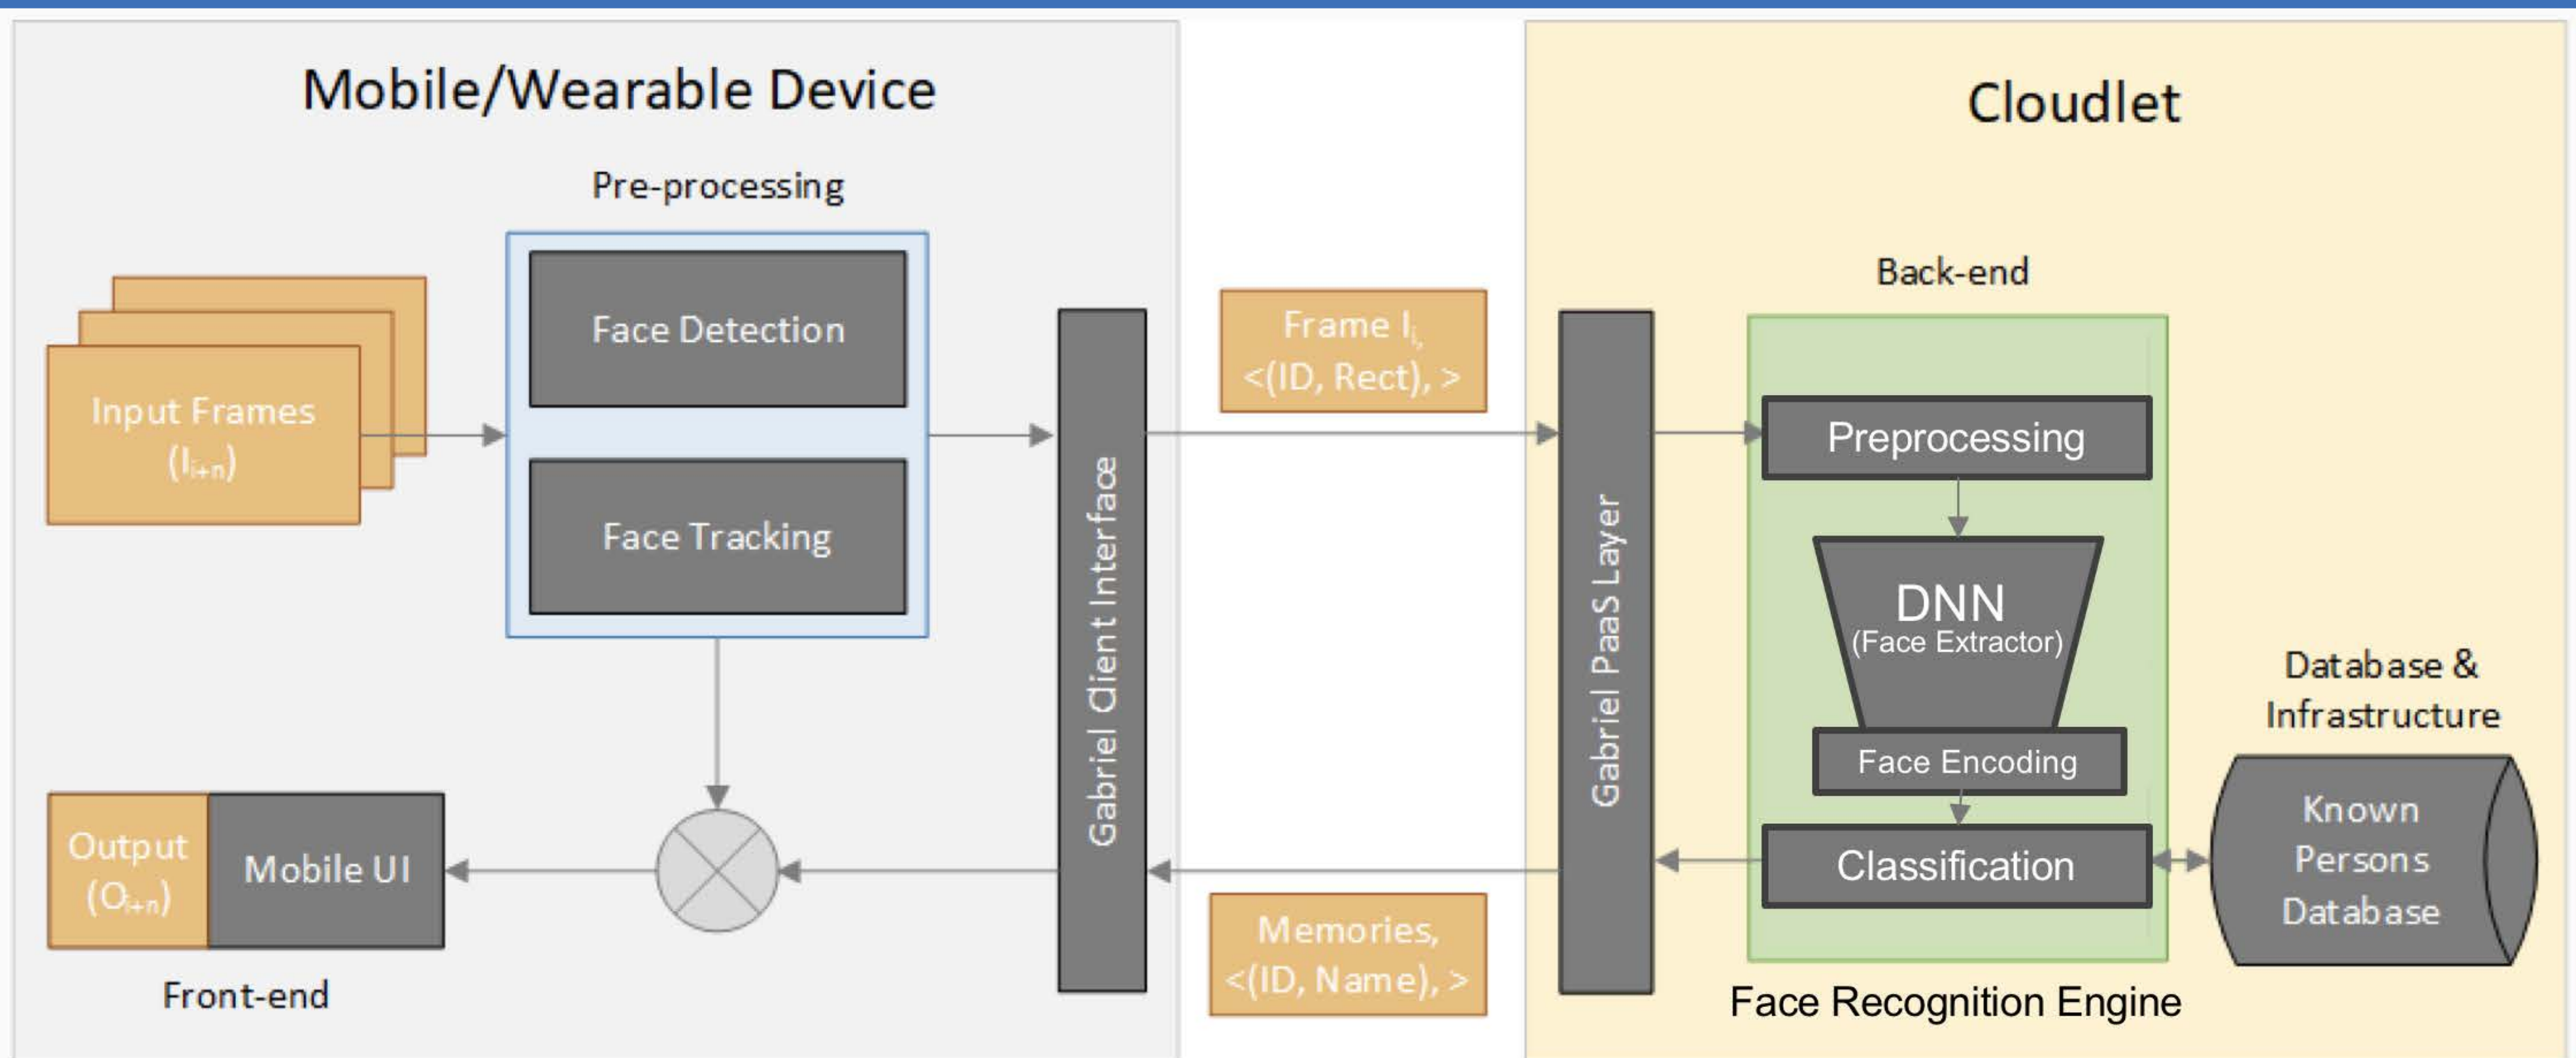 Mobile/Wearable Device
Pre-processing
Face Detection
Face Tracking
Input Frames
(Iᵢ₊ₙ)
Gabriel Client Interface
Output
(Oᵢ₊ₙ)
Mobile UI
Front-end
Frame Iᵢ,
<(ID, Rect), >
Memories,
<(ID, Name), >
Cloudlet
Gabriel PaaS Layer
Back-end
Preprocessing
DNN
(Face Extractor)
Face Encoding
Classification
Face Recognition Engine
Database &
Infrastructure
Known
Persons
Database